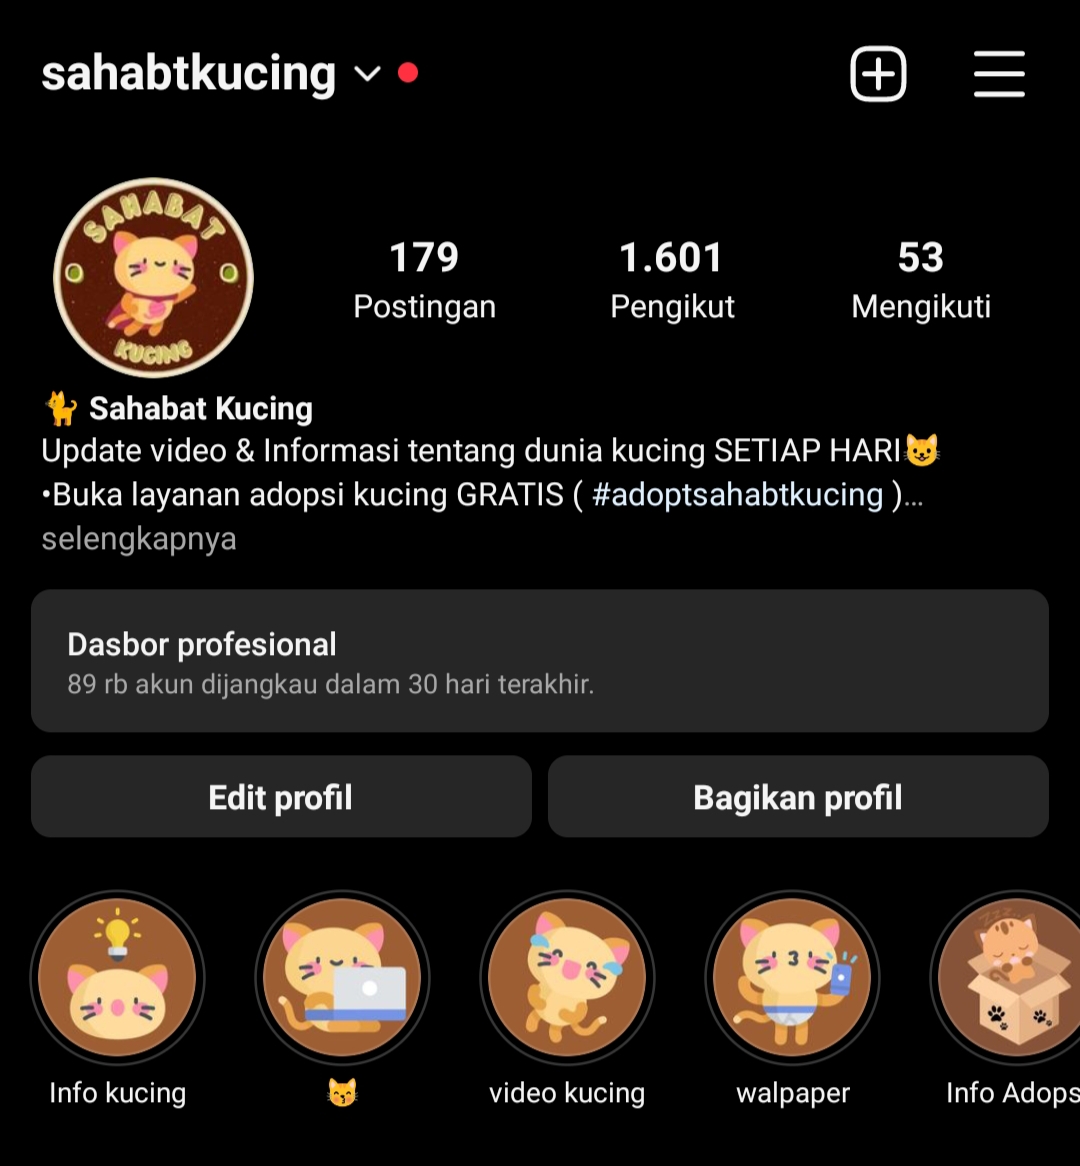 sahabtkucing
SAHABAT
KUCING
179
Postingan
1.601
Pengikut
53
Mengikuti
🐈 Sahabat Kucing
Update video & Informasi tentang dunia kucing SETIAP HARI😺
•Buka layanan adopsi kucing GRATIS ( #adoptsahabtkucing )...
selengkapnya
Dasbor profesional
89 rb akun dijangkau dalam 30 hari terakhir.
Edit profil
Bagikan profil
zzz..
3
Info kucing
😽
video kucing
walpaper
Info Adops